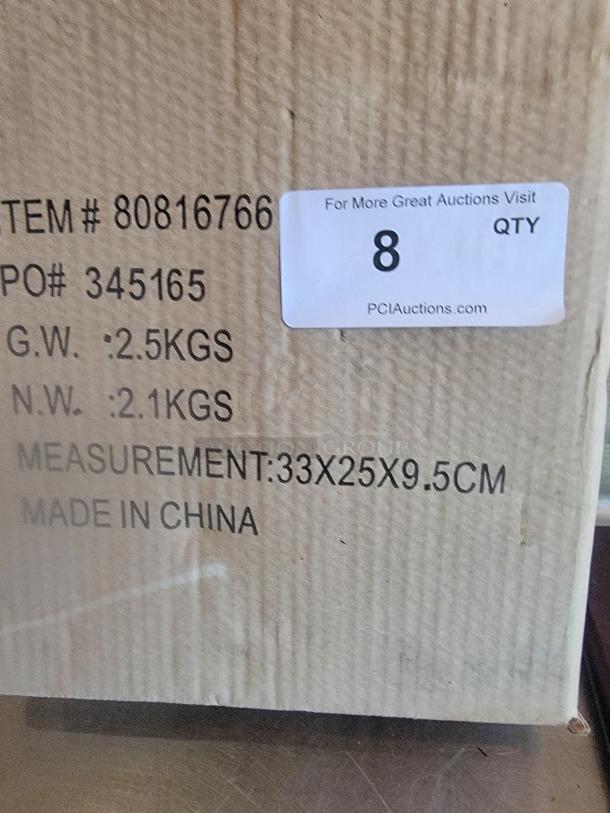 TEM # 80816766
PO# 345165
G.W. :2.5KGS
N.W. :2.1KGS
MEASUREMENT:33X25X9.5CM
MADE IN CHINA
For More Great Auctions Visit
QTY
8
PCIAuctions.com
GROUP